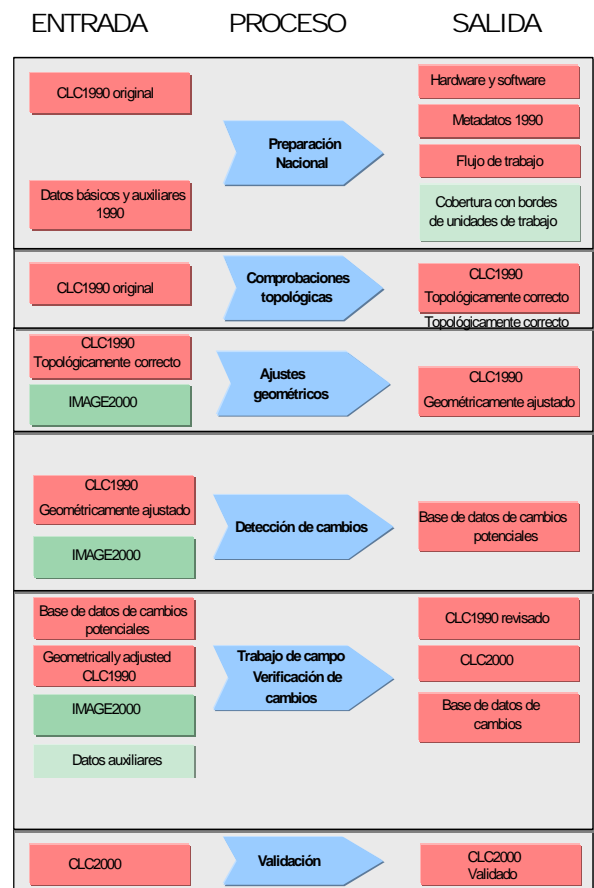 ENTRADA PROCESO SALIDA
CLC1990 original
Datos básicos y auxiliares
1990
Preparación
Nacional
Hardware y software
Metadatos 1990
Flujo de trabajo
Cobertura con bordes
de unidades de trabajo
CLC1990 original
Comprobaciones
topológicas
CLC1990
Topológicamente correcto
Topológicamente correcto
CLC1990
Topológicamente correcto
IMAGE2000
Ajustes
geométricos
CLC1990
Geométricamente ajustado
CLC1990
Geométricamente ajustado
IMAGE2000
Detección de cambios
Base de datos de cambios
potenciales
Base de datos de cambios
potenciales
Geometrically adjusted
CLC1990
IMAGE2000
Datos auxiliares
Trabajo de campo
Verificación de
cambios
CLC1990 revisado
CLC2000
Base de datos de
cambios
CLC2000
Validación
CLC2000
Validado